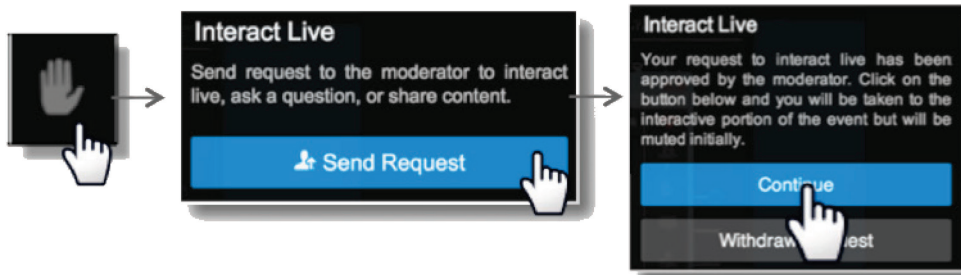 Interact Live
Send request to the moderator to interact
live, ask a question, or share content.
Send Request
Interact Live
Your request to interact live has been
approved by the moderator. Click on the
button below and you will be taken to the
interactive portion of the event but will be
muted initially.
Continue
Withdraw